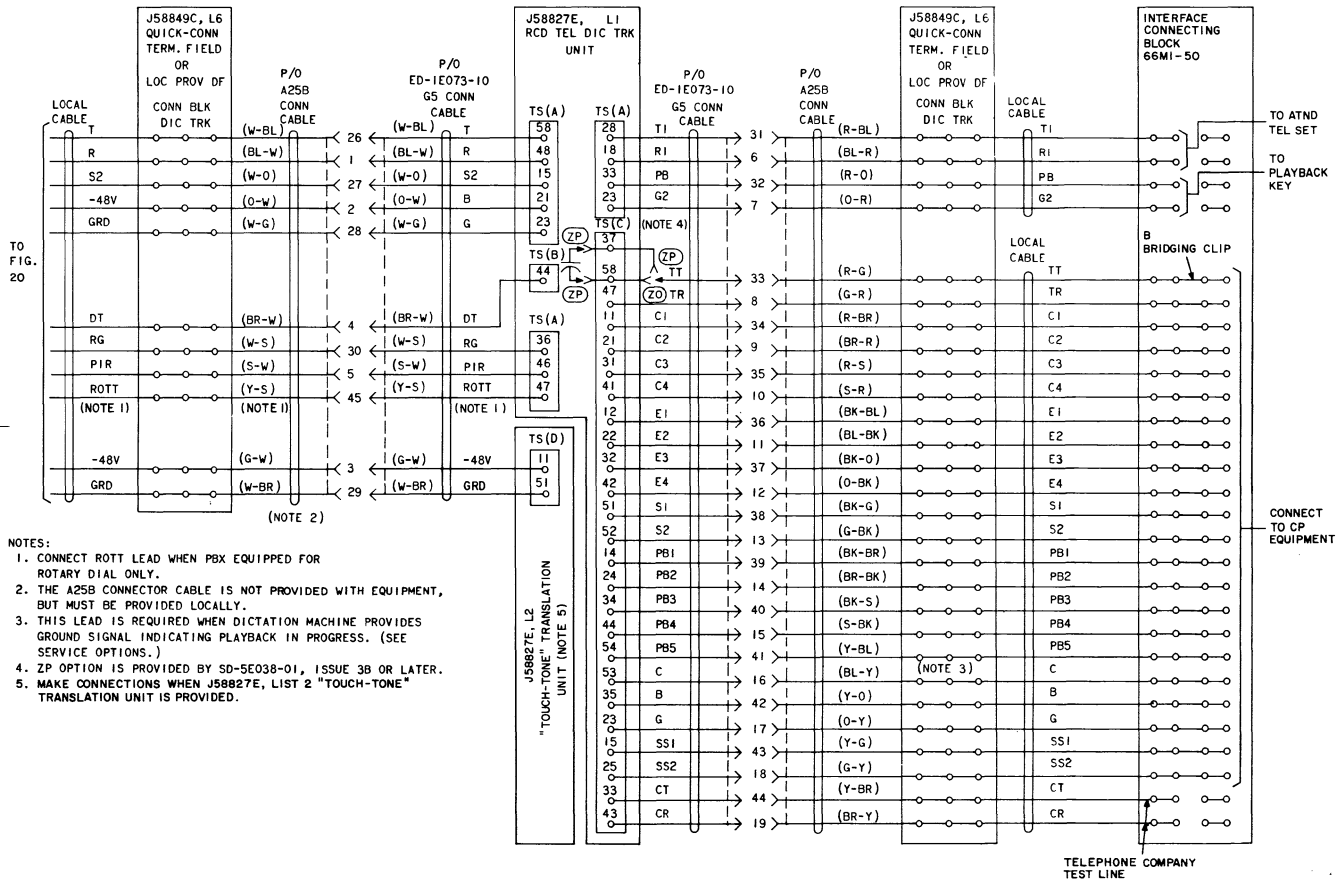 J58849C, L6
QUICK-CONN
TERM. FIELD
OR
LOC PROV DF
CONN BLK
DIC TRK
P/O
A25B
CONN
CABLE
P/O
ED-1E073-10
G5 CONN
CABLE
J58827E, L1
RCD TEL DIC TRK
UNIT
P/O
ED-1E073-10
G5 CONN
CABLE
P/O
A25B
CONN
CABLE
J58849C, L6
QUICK-CONN
TERM. FIELD
OR
LOC PROV DF
CONN BLK
DIC TRK
INTERFACE
CONNECTING
BLOCK
66M1-50
LOCAL
CABLE
TS(A)
TS(A)
LOCAL
CABLE
T (W-BL) 26 (W-BL) T 58
R (BL-W) 1 (BL-W) R 48
S2 (W-O) 27 (W-O) S2 15
-48V (O-W) 2 (O-W) B 21
GRD (W-G) 28 (W-G) G 23
TO
FIG.
20
TS(B)
44
DT (BR-W) 4 (BR-W) DT
TS(A)
RG (W-S) 30 (W-S) RG 36
PIR (S-W) 5 (S-W) PIR 46
ROTT (Y-S) 45 (Y-S) ROTT 47
(NOTE 1) (NOTE 1) (NOTE 1)
TS(D)
-48V (G-W) 3 (G-W) -48V 11
GRD (W-BR) 29 (W-BR) GRD 51
(NOTE 2)
J58827E, L2
"TOUCH-TONE" TRANSLATION
UNIT (NOTE 5)
28 T1 31 (R-BL) T1
18 R1 6 (BL-R) R1
33 PB 32 (R-O) PB
23 G2 7 (O-R) G2
TO ATND
TEL SET
TO
PLAYBACK
KEY
TS(C) (NOTE 4)
37
ZP
ZP
ZP
ZO
LOCAL
CABLE
B
BRIDGING CLIP
58 TT 33 (R-G) TT
47 TR 8 (G-R) TR
11 C1 34 (R-BR) C1
21 C2 9 (BR-R) C2
31 C3 35 (R-S) C3
41 C4 10 (S-R) C4
12 E1 36 (BK-BL) E1
22 E2 11 (BL-BK) E2
32 E3 37 (BK-O) E3
42 E4 12 (O-BK) E4
51 S1 38 (BK-G) S1
52 S2 13 (G-BK) S2
14 PB1 39 (BK-BR) PB1
24 PB2 14 (BR-BK) PB2
34 PB3 40 (BK-S) PB3
44 PB4 15 (S-BK) PB4
54 PB5 41 (Y-BL) PB5
53 C 16 (BL-Y) (NOTE 3) C
35 B 42 (Y-O) B
23 G 17 (O-Y) G
15 SS1 43 (Y-G) SS1
25 SS2 18 (G-Y) SS2
33 CT 44 (Y-BR) CT
43 CR 19 (BR-Y) CR
CONNECT
TO CP
EQUIPMENT
TELEPHONE COMPANY
TEST LINE
NOTES:
1. CONNECT ROTT LEAD WHEN PBX EQUIPPED FOR
ROTARY DIAL ONLY.
2. THE A25B CONNECTOR CABLE IS NOT PROVIDED WITH EQUIPMENT,
BUT MUST BE PROVIDED LOCALLY.
3. THIS LEAD IS REQUIRED WHEN DICTATION MACHINE PROVIDES
GROUND SIGNAL INDICATING PLAYBACK IN PROGRESS. (SEE
SERVICE OPTIONS.)
4. ZP OPTION IS PROVIDED BY SD-5E038-01, ISSUE 3B OR LATER.
5. MAKE CONNECTIONS WHEN J58827E, LIST 2 "TOUCH-TONE"
TRANSLATION UNIT IS PROVIDED.